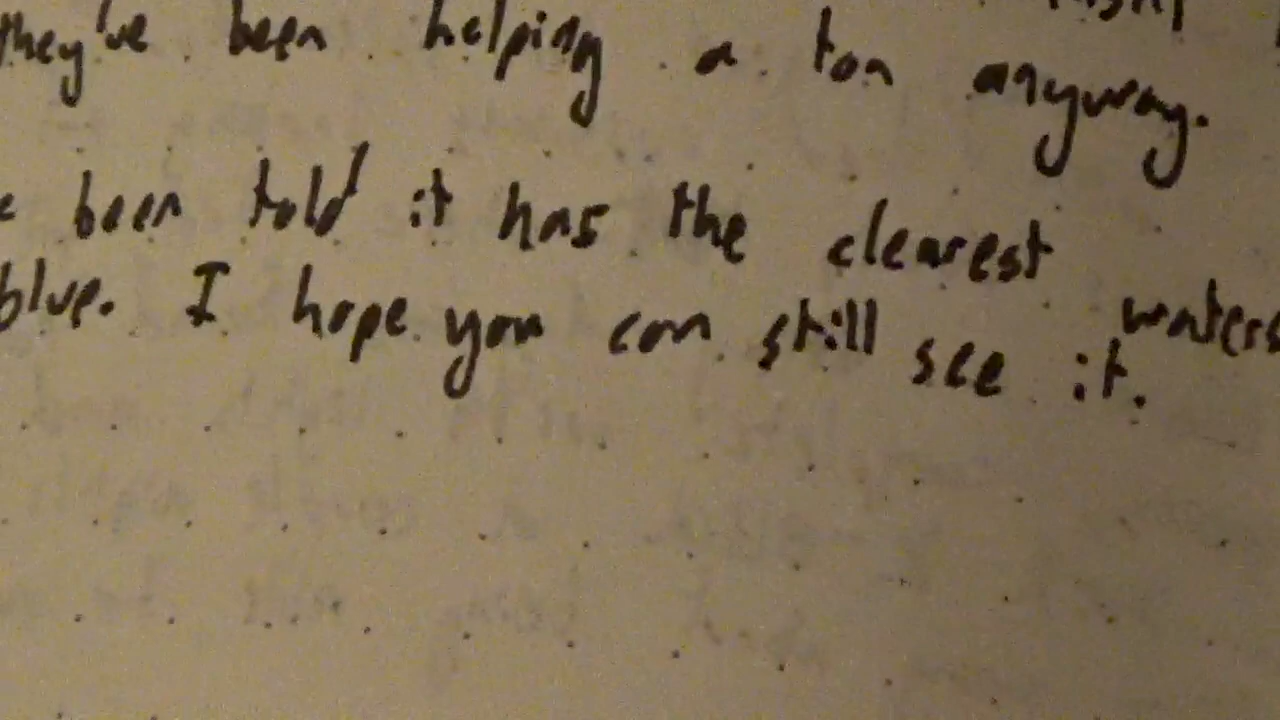 they've been helping a ton anyway.
been told it has the clearest waters
blue. I hope you can still see it.